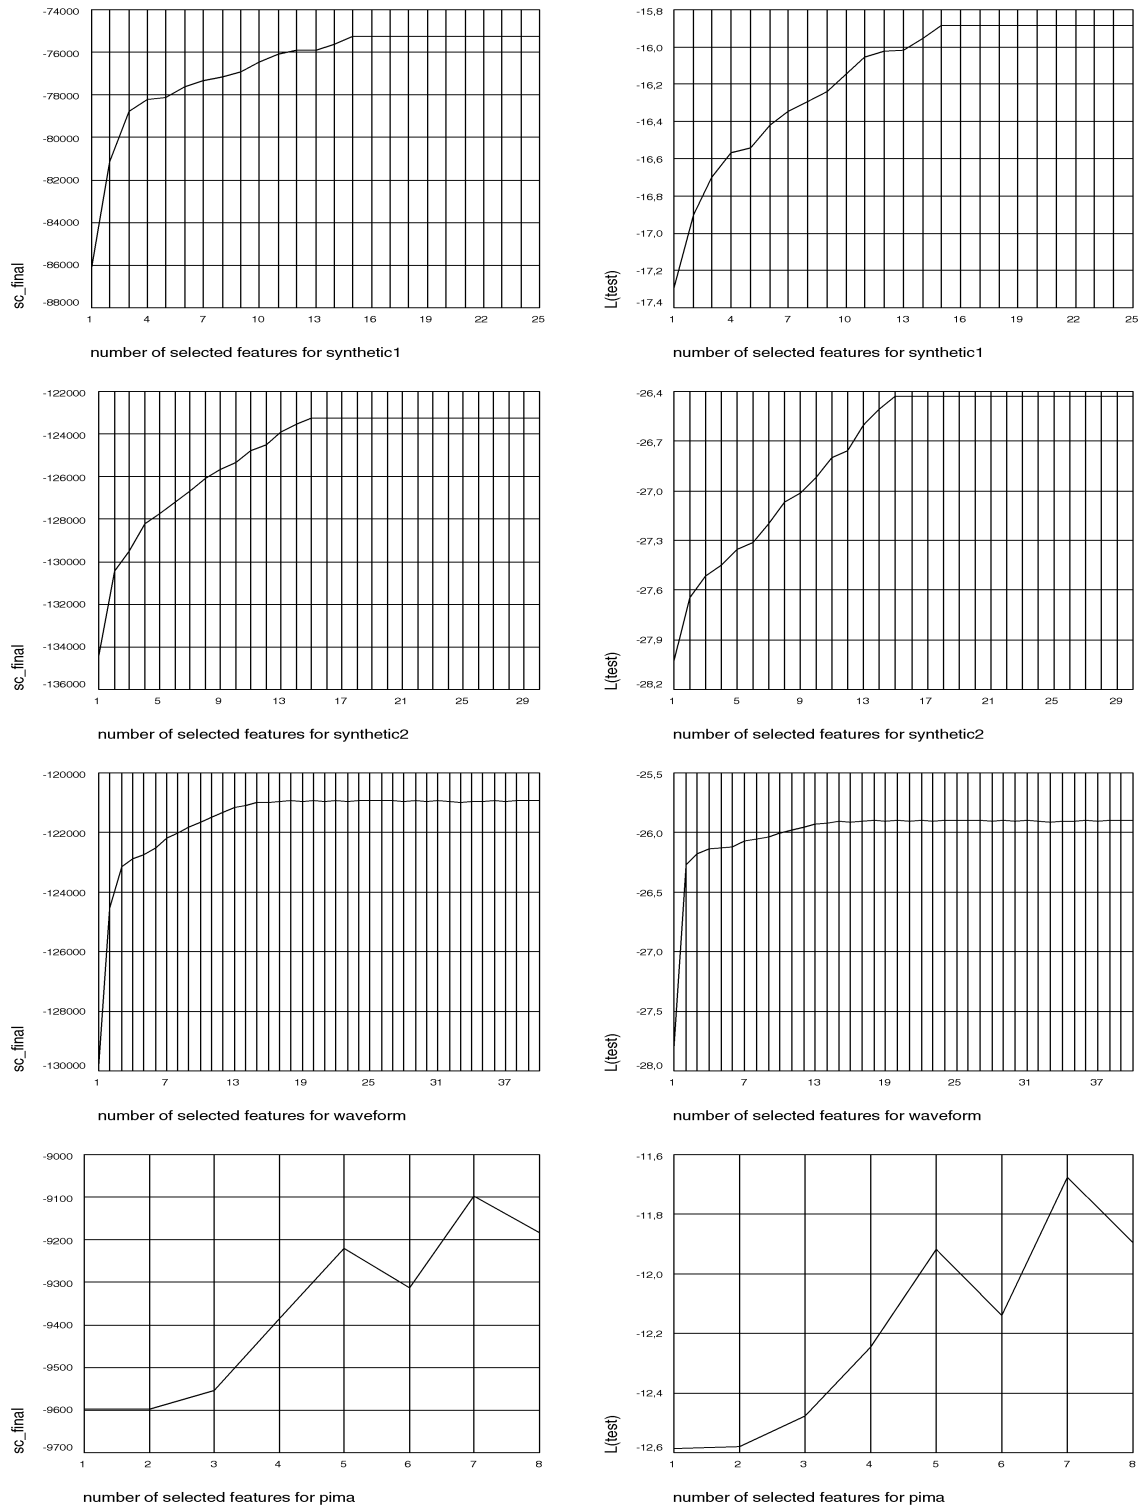 -74000
-76000
-78000
-80000
-82000
-84000
-86000
-88000
sc_final
1 4 7 10 13 16 19 22 25
number of selected features for synthetic1
-15,8
-16,0
-16,2
-16,4
-16,6
-16,8
-17,0
-17,2
-17,4
L(test)
1 4 7 10 13 16 19 22 25
number of selected features for synthetic1
-122000
-124000
-126000
-128000
-130000
-132000
-134000
-136000
sc_final
1 5 9 13 17 21 25 29
number of selected features for synthetic2
-26,4
-26,7
-27,0
-27,3
-27,6
-27,9
-28,2
L(test)
1 5 9 13 17 21 25 29
number of selected features for synthetic2
-120000
-122000
-124000
-126000
-128000
-130000
sc_final
1 7 13 19 25 31 37
number of selected features for waveform
-25,5
-26,0
-26,5
-27,0
-27,5
-28,0
L(test)
1 7 13 19 25 31 37
number of selected features for waveform
-9000
-9100
-9200
-9300
-9400
-9500
-9600
-9700
sc_final
1 2 3 4 5 6 7 8
number of selected features for pima
-11,6
-11,8
-12,0
-12,2
-12,4
-12,6
L(test)
1 2 3 4 5 6 7 8
number of selected features for pima